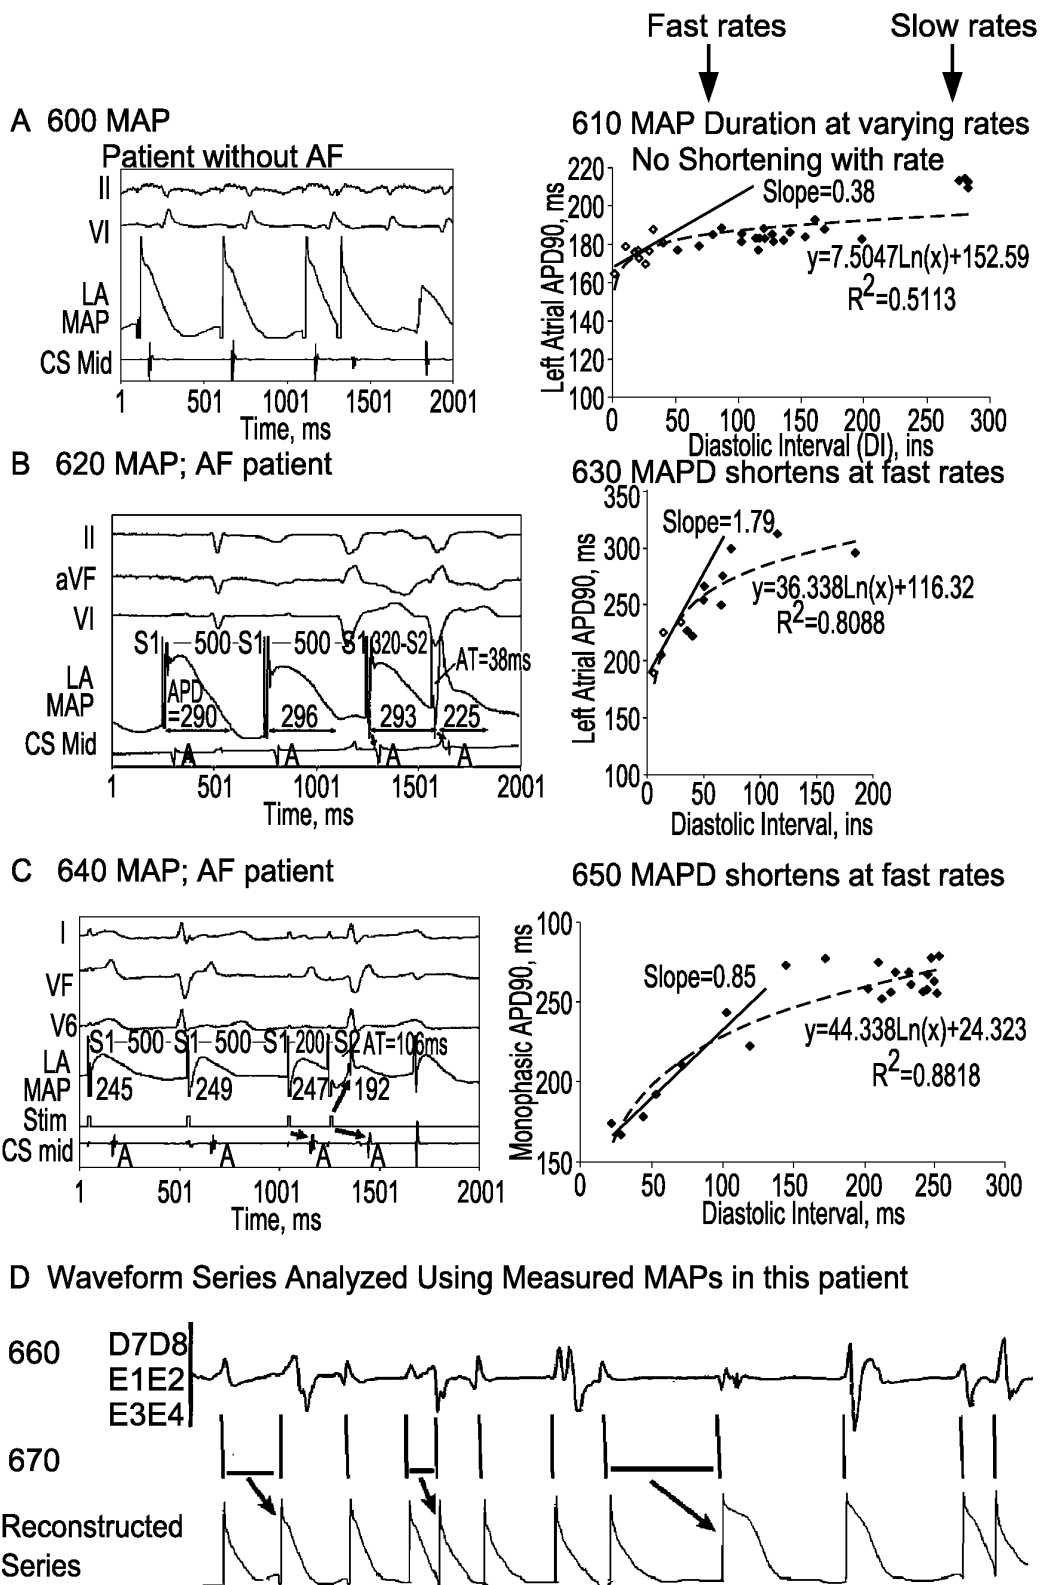 Fast rates Slow rates
A 600 MAP
Patient without AF
II
VI
LA
MAP
CS Mid
1 501 1001 1501 2001
Time, ms
610 MAP Duration at varying rates
No Shortening with rate
Slope=0.38
y=7.5047Ln(x)+152.59
R2=0.5113
Left Atrial APD90, ms
220
200
180
160
140
120
100
0 50 100 150 200 250 300
Diastolic Interval (DI), ins
B 620 MAP; AF patient
II
aVF
VI
S1—500-S1—500-S1 320-S2
AT=38ms
LA
MAP
APD
=290 296 293 225
CS Mid
A A A A
1 501 1001 1501 2001
Time, ms
630 MAPD shortens at fast rates
Slope=1.79
y=36.338Ln(x)+116.32
R2=0.8088
Left Atrial APD90, ms
350
300
250
200
150
100
0 50 100 150 200
Diastolic Interval, ins
C 640 MAP; AF patient
I
VF
V6
S1-500-S1-500-S1-200-S2 AT=106ms
LA
MAP
245 249 247 192
Stim
CS mid
A A A A
1 501 1001 1501 2001
Time, ms
650 MAPD shortens at fast rates
Slope=0.85
y=44.338Ln(x)+24.323
R2=0.8818
Monophasic APD90, ms
100
250
200
150
0 50 100 150 200 250 300
Diastolic Interval, ms
D Waveform Series Analyzed Using Measured MAPs in this patient
660
D7D8
E1E2
E3E4
670
Reconstructed
Series